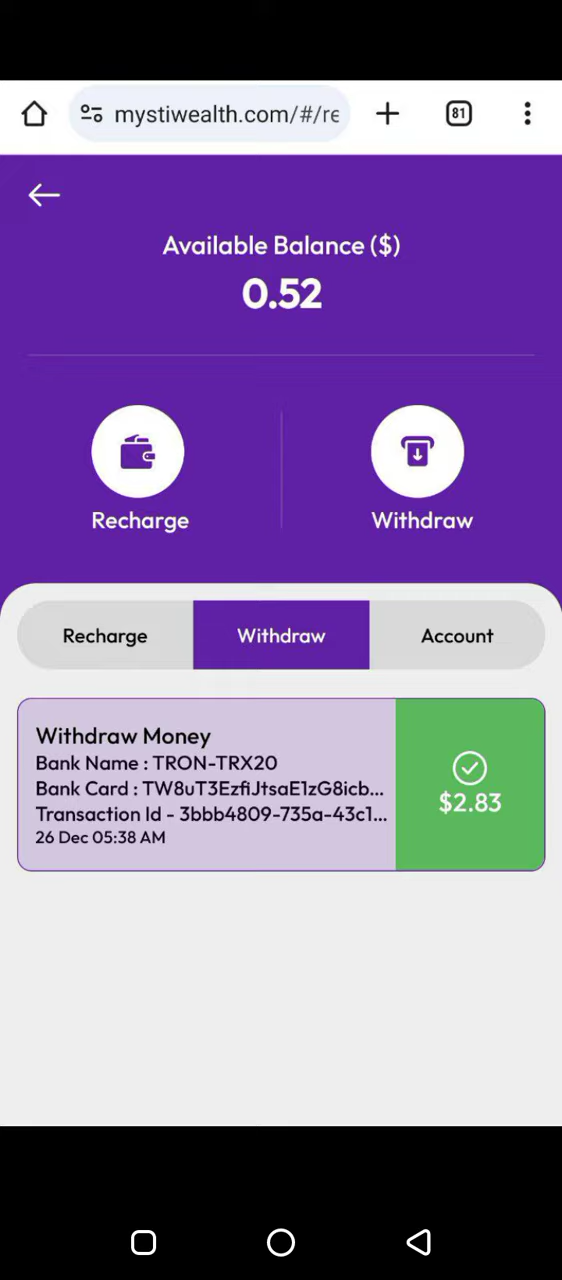 mystiwealth.com/#/re
81
Available Balance ($)
0.52
Recharge
Withdraw
Recharge
Withdraw
Account
Withdraw Money
Bank Name : TRON-TRX20
Bank Card : TW8uT3EzfiJtsaE1zG8icb...
Transaction Id - 3bbb4809-735a-43c1...
26 Dec 05:38 AM
$2.83